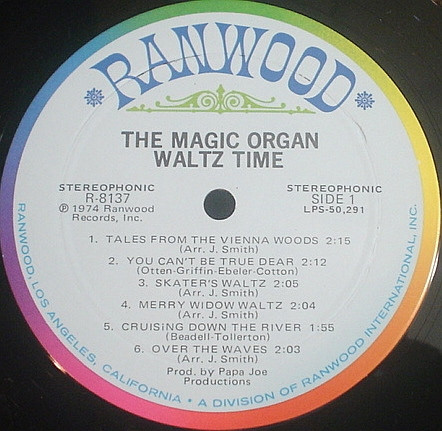 RANWOOD
THE MAGIC ORGAN
WALTZ TIME
STEREOPHONIC
R-8137
℗ 1974 Ranwood
Records, Inc.
STEREOPHONIC
SIDE 1
LPS-50,291
1. TALES FROM THE VIENNA WOODS 2:15
(Arr. J. Smith)
2. YOU CAN'T BE TRUE DEAR 2:12
(Otten-Griffin-Ebeler-Cotton)
3. SKATER'S WALTZ 2:05
(Arr. J. Smith)
4. MERRY WIDOW WALTZ 2:04
(Arr. J. Smith)
5. CRUISING DOWN THE RIVER 1:55
(Beadell-Tollerton)
6. OVER THE WAVES 2:03
(Arr. J. Smith)
Prod. by Papa Joe
Productions
RANWOOD, LOS ANGELES, CALIFORNIA • A DIVISION OF RANWOOD INTERNATIONAL, INC.